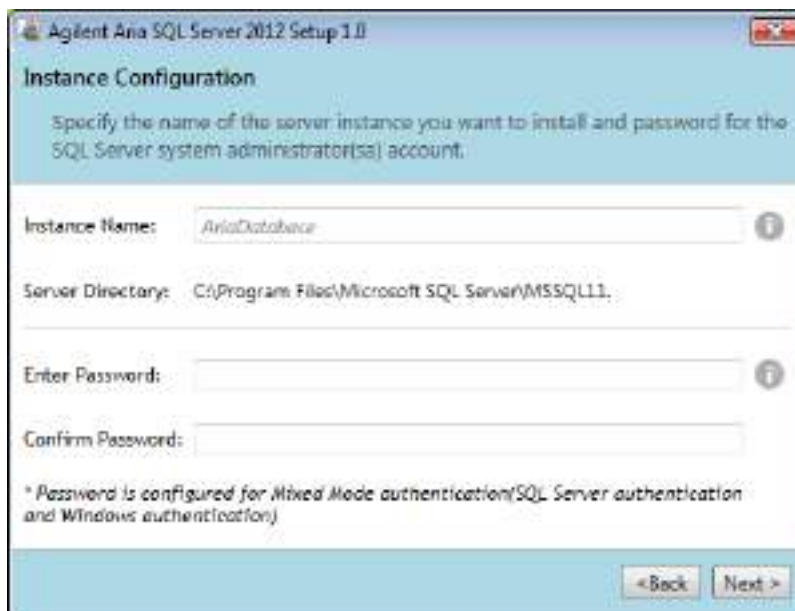 Agilent Aria SQL Server 2012 Setup 1.0
Instance Configuration
Specify the name of the server instance you want to install and password for the
SQL Server system administrator(sa) account.
Instance Name:
AriaDatabase
Server Directory:
C:\Program Files\Microsoft SQL Server\MSSQL11.
Enter Password:
Confirm Password:
* Password is configured for Mixed Mode authentication(SQL Server authentication
and Windows authentication)
<Back
Next >